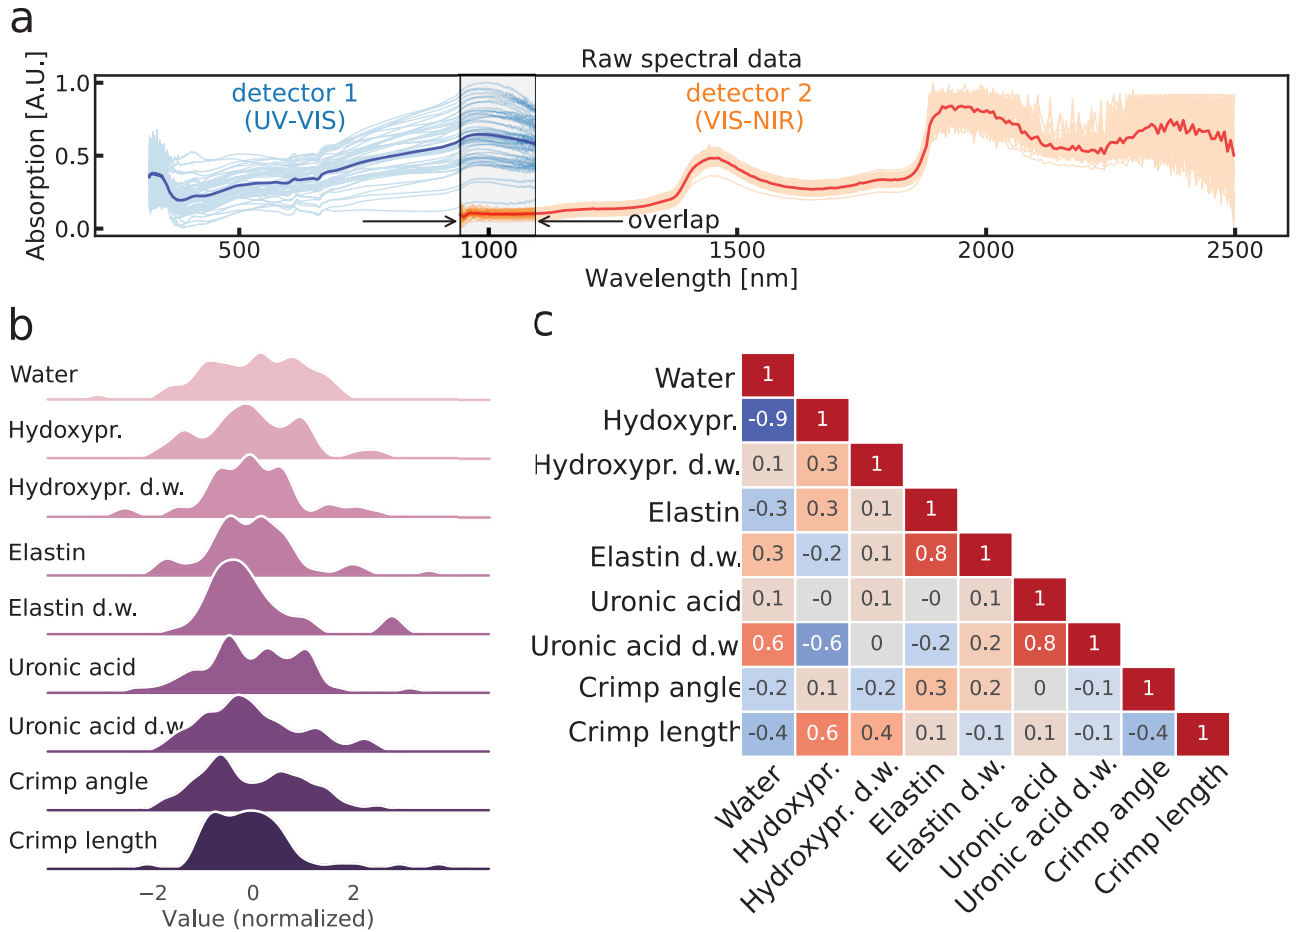 a
Raw spectral data
Absorption [A.U.]
1.0
0.5
0.0
detector 1
(UV-VIS)
detector 2
(VIS-NIR)
overlap
500
1000
1500
2000
2500
Wavelength [nm]
b
Water
Hydoxypr.
Hydroxypr. d.w.
Elastin
Elastin d.w.
Uronic acid
Uronic acid d.w
Crimp angle
Crimp length
−2
0
2
Value (normalized)
c
Water 1
Hydoxypr. -0.9 1
Hydroxypr. d.w. 0.1 0.3 1
Elastin -0.3 0.3 0.1 1
Elastin d.w. 0.3 -0.2 0.1 0.8 1
Uronic acid 0.1 -0 0.1 -0 0.1 1
Uronic acid d.w 0.6 -0.6 0 -0.2 0.2 0.8 1
Crimp angle -0.2 0.1 -0.2 0.3 0.2 0 -0.1 1
Crimp length -0.4 0.6 0.4 0.1 -0.1 0.1 -0.1 -0.4 1
Water
Hydoxypr.
Hydroxypr. d.w.
Elastin
Elastin d.w.
Uronic acid
Uronic acid d.w.
Crimp angle
Crimp length